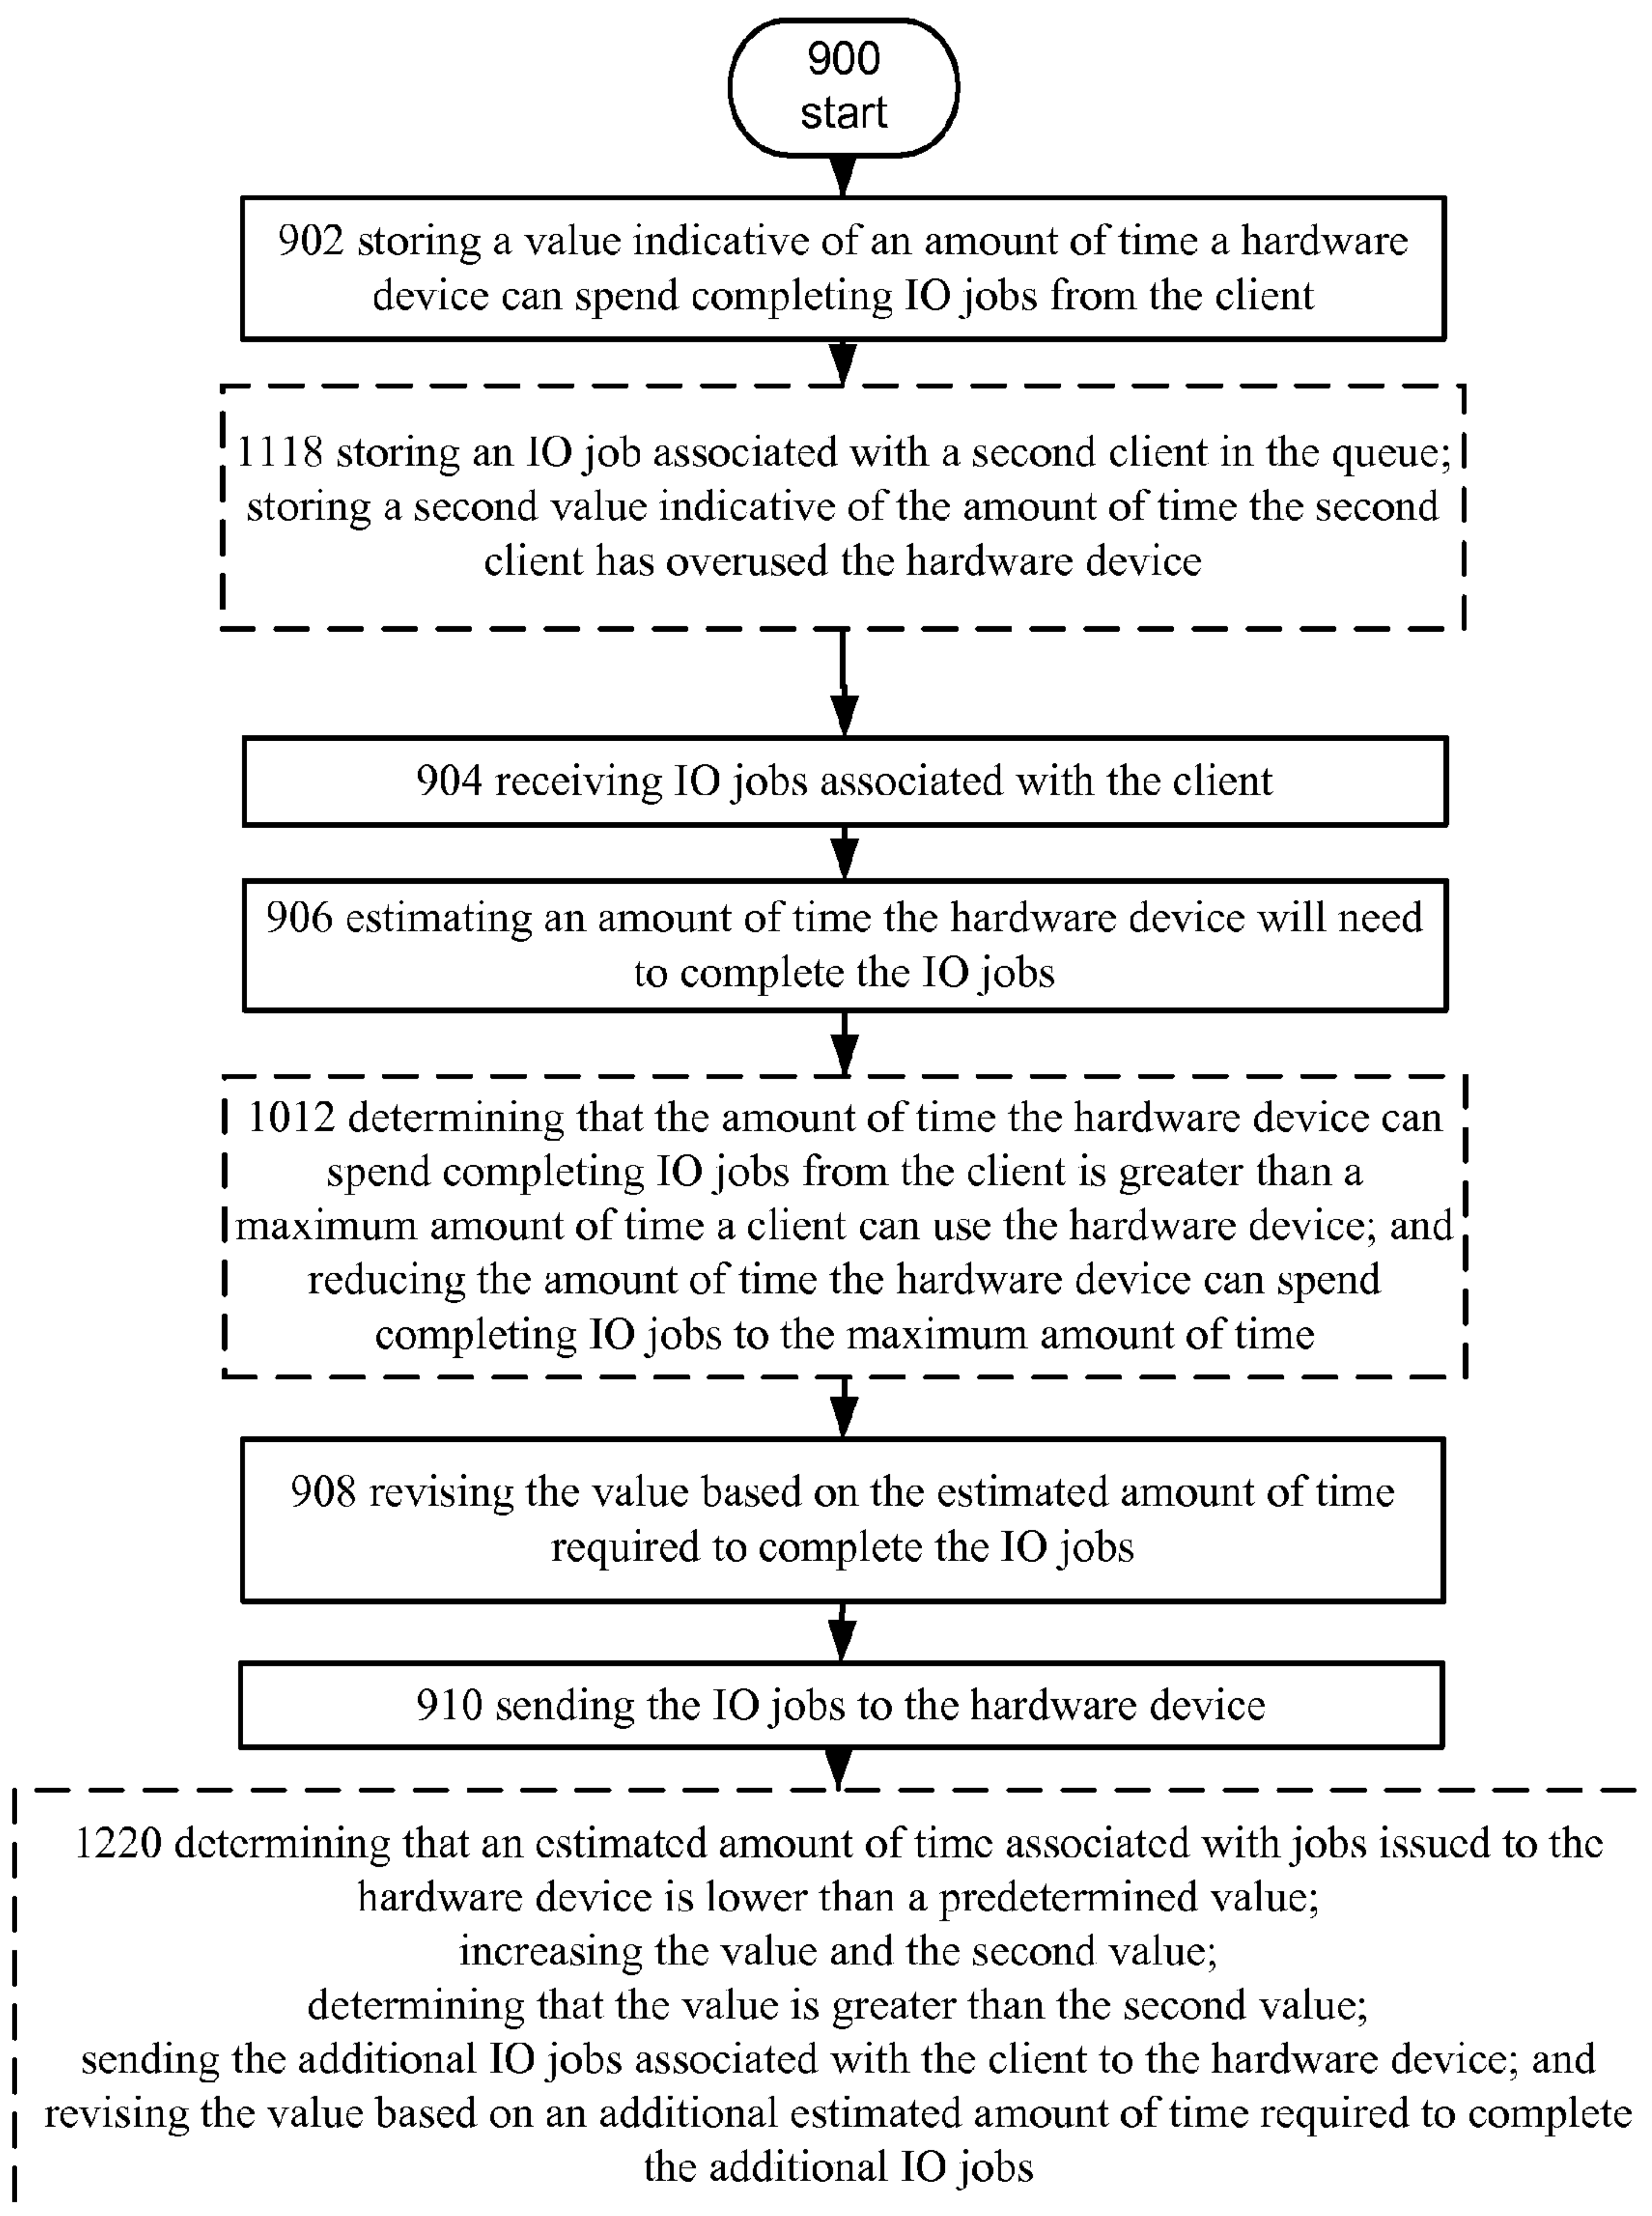 900
start
902 storing a value indicative of an amount of time a hardware
device can spend completing IO jobs from the client
1118 storing an IO job associated with a second client in the queue;
storing a second value indicative of the amount of time the second
client has overused the hardware device
904 receiving IO jobs associated with the client
906 estimating an amount of time the hardware device will need
to complete the IO jobs
1012 determining that the amount of time the hardware device can
spend completing IO jobs from the client is greater than a
maximum amount of time a client can use the hardware device; and
reducing the amount of time the hardware device can spend
completing IO jobs to the maximum amount of time
908 revising the value based on the estimated amount of time
required to complete the IO jobs
910 sending the IO jobs to the hardware device
1220 determining that an estimated amount of time associated with jobs issued to the
hardware device is lower than a predetermined value;
increasing the value and the second value;
determining that the value is greater than the second value;
sending the additional IO jobs associated with the client to the hardware device; and
revising the value based on an additional estimated amount of time required to complete
the additional IO jobs